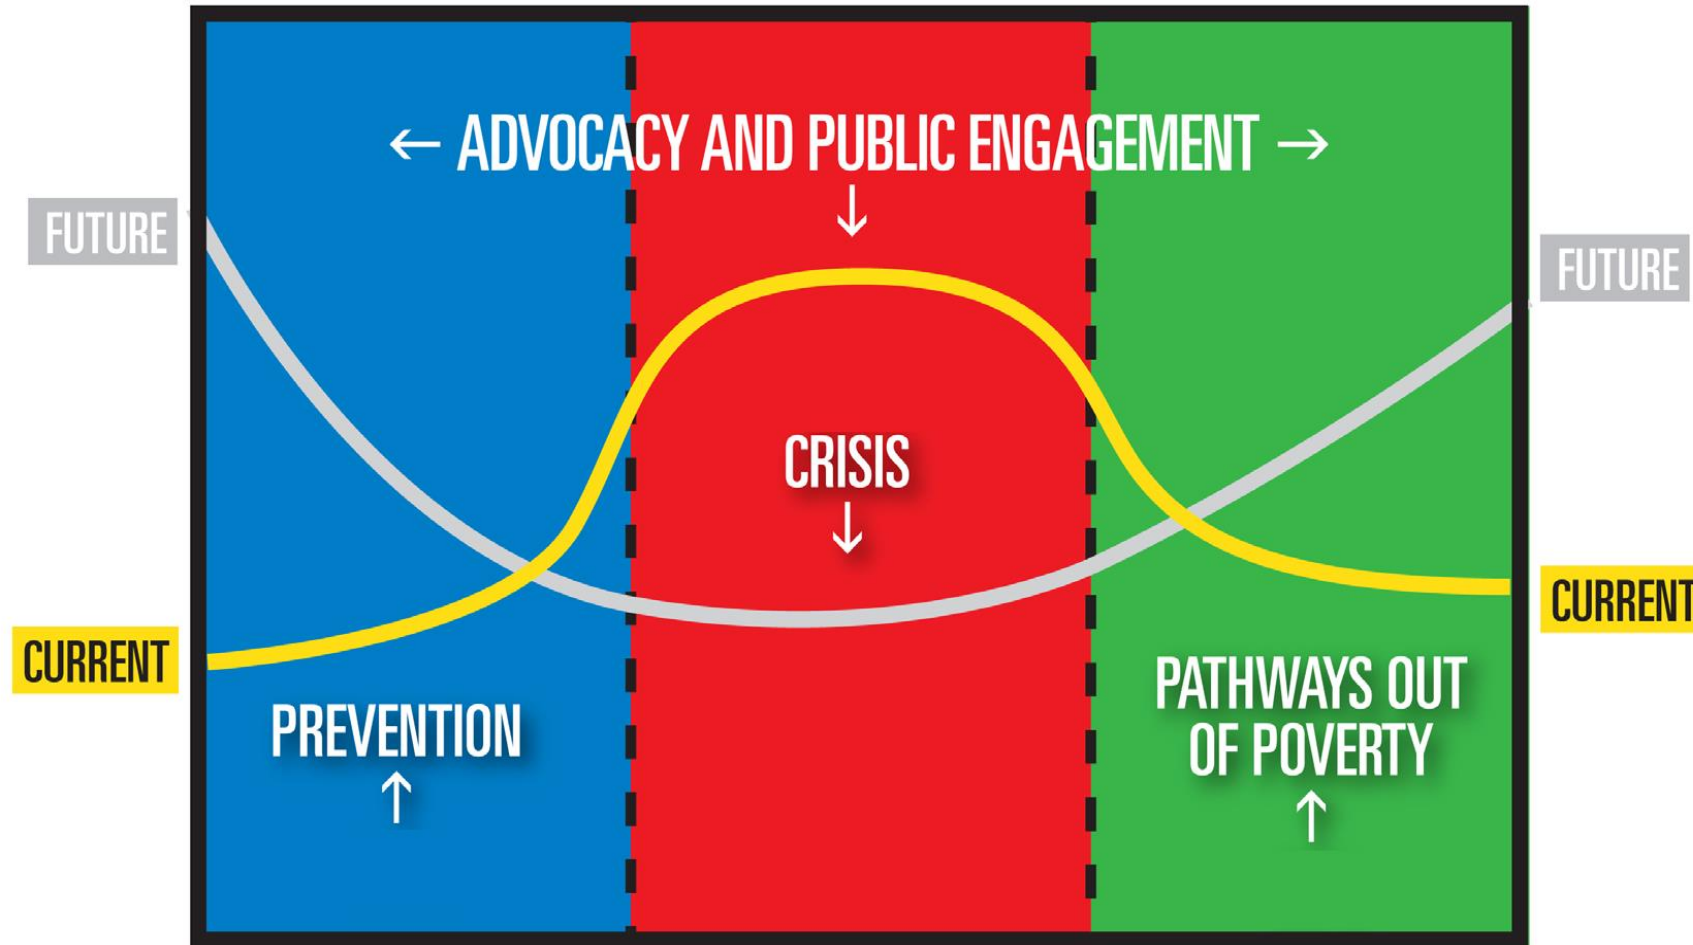 ← ADVOCACY AND PUBLIC ENGAGEMENT →
↓
FUTURE
FUTURE
CRISIS
↓
CURRENT
CURRENT
PREVENTION
↑
PATHWAYS OUT
OF POVERTY
↑